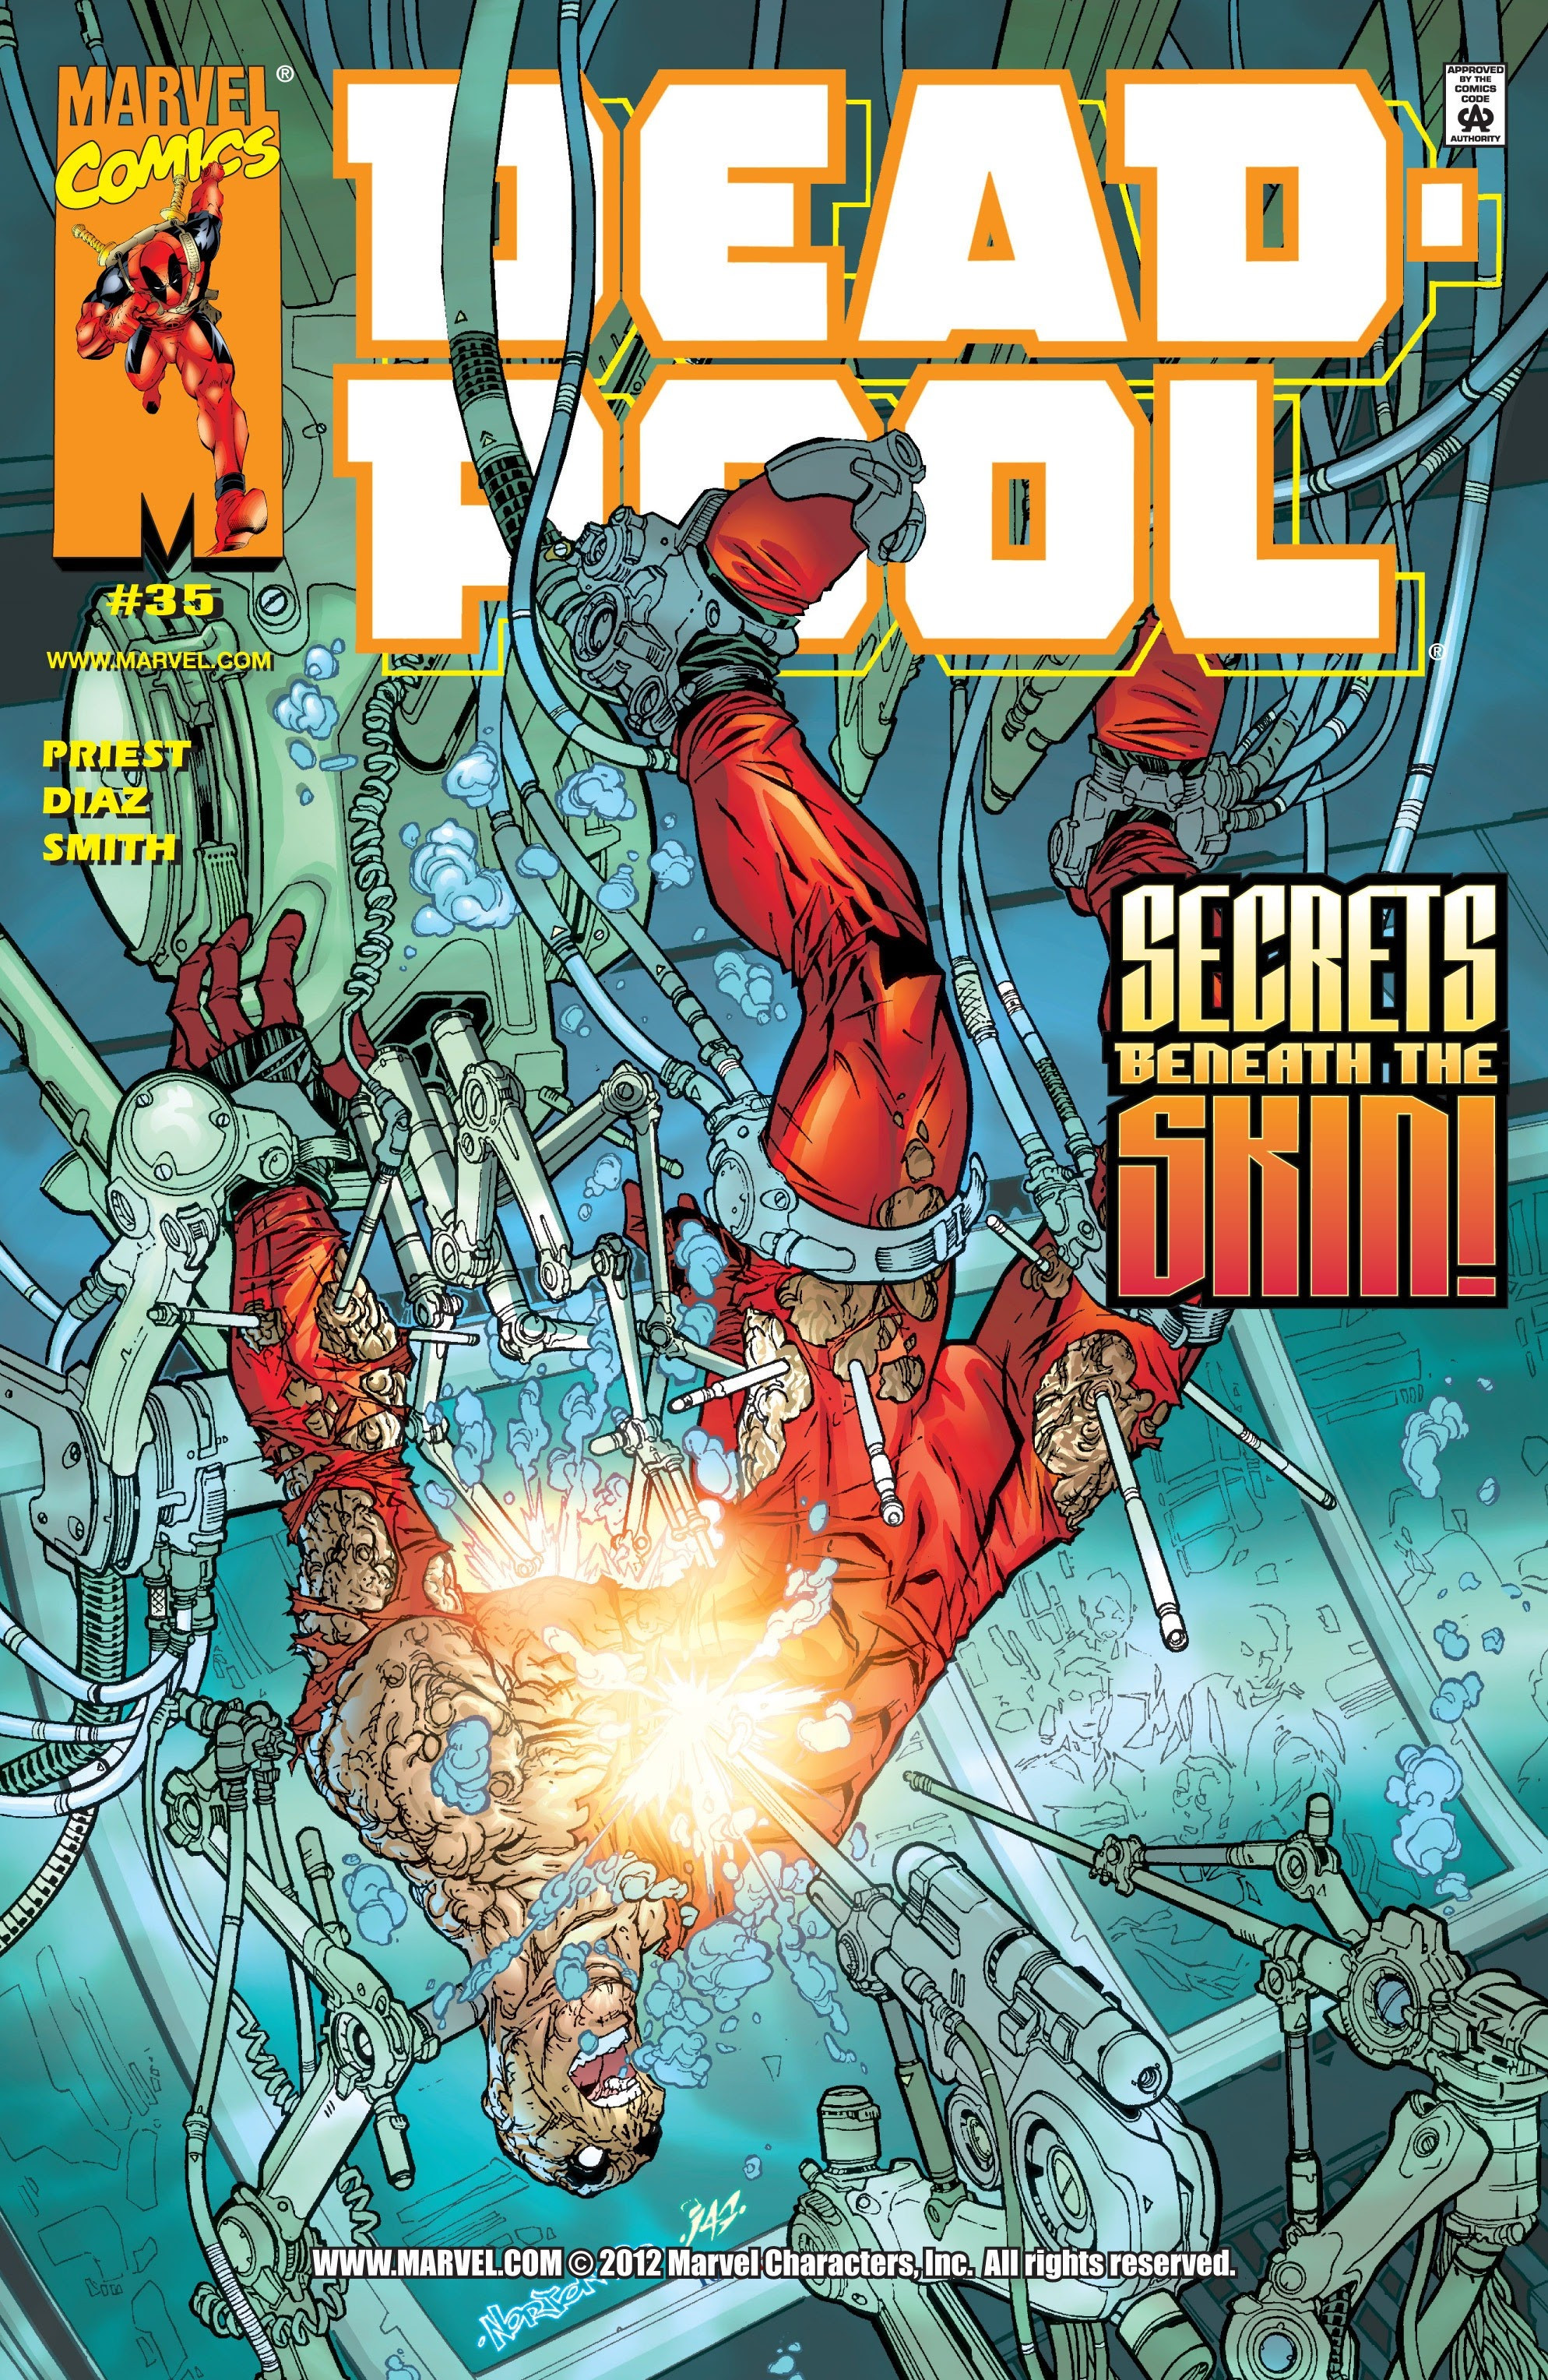 MARVEL®
COMICS
DEAD-
POOL®
APPROVED
BY THE
COMICS
CODE
CA
AUTHORITY
#35
WWW.MARVEL.COM
PRIEST
DIAZ
SMITH
SECRETS
BENEATH THE
SKIN!
WWW.MARVEL.COM © 2012 Marvel Characters, Inc. All rights reserved.